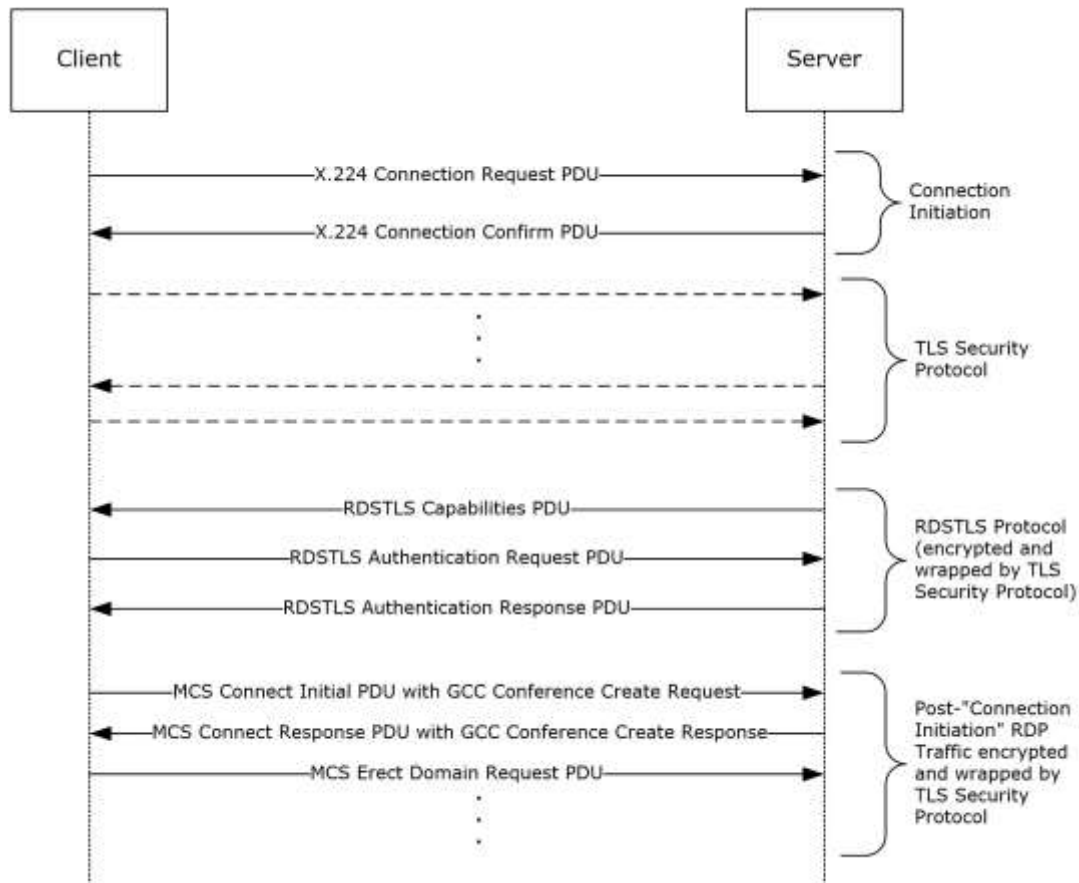 Client
Server
X.224 Connection Request PDU
X.224 Connection Confirm PDU
Connection
Initiation
TLS Security
Protocol
RDSTLS Capabilities PDU
RDSTLS Authentication Request PDU
RDSTLS Authentication Response PDU
RDSTLS Protocol
(encrypted and
wrapped by TLS
Security Protocol)
MCS Connect Initial PDU with GCC Conference Create Request
MCS Connect Response PDU with GCC Conference Create Response
MCS Erect Domain Request PDU
Post-"Connection
Initiation" RDP
Traffic encrypted
and wrapped by
TLS Security
Protocol